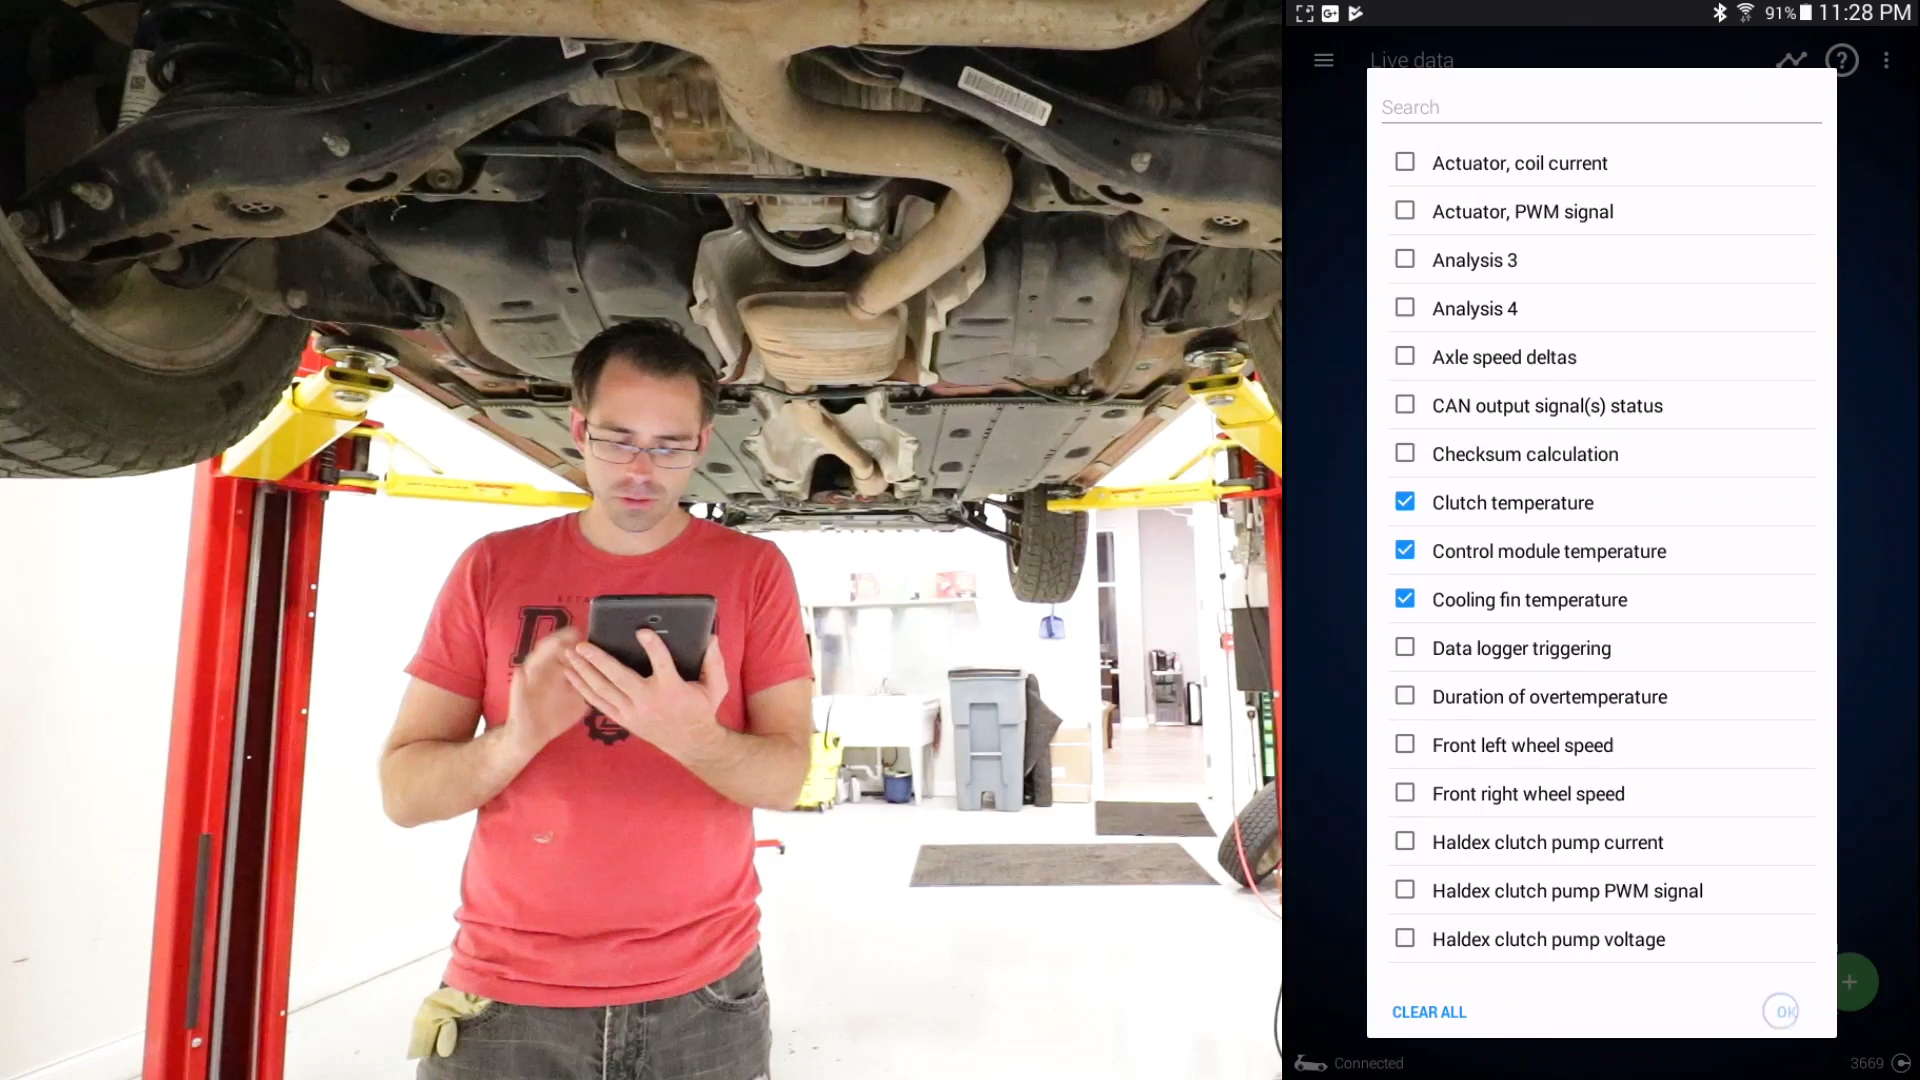 91% 11:28 PM
Live data
Search
Actuator, coil current
Actuator, PWM signal
Analysis 3
Analysis 4
Axle speed deltas
CAN output signal(s) status
Checksum calculation
Clutch temperature
Control module temperature
Cooling fin temperature
Data logger triggering
Duration of overtemperature
Front left wheel speed
Front right wheel speed
Haldex clutch pump current
Haldex clutch pump PWM signal
Haldex clutch pump voltage
CLEAR ALL
OK
Connected
3669